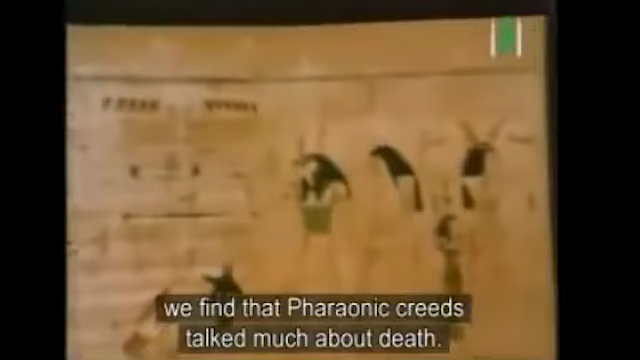 we find that Pharaonic creeds
talked much about death.